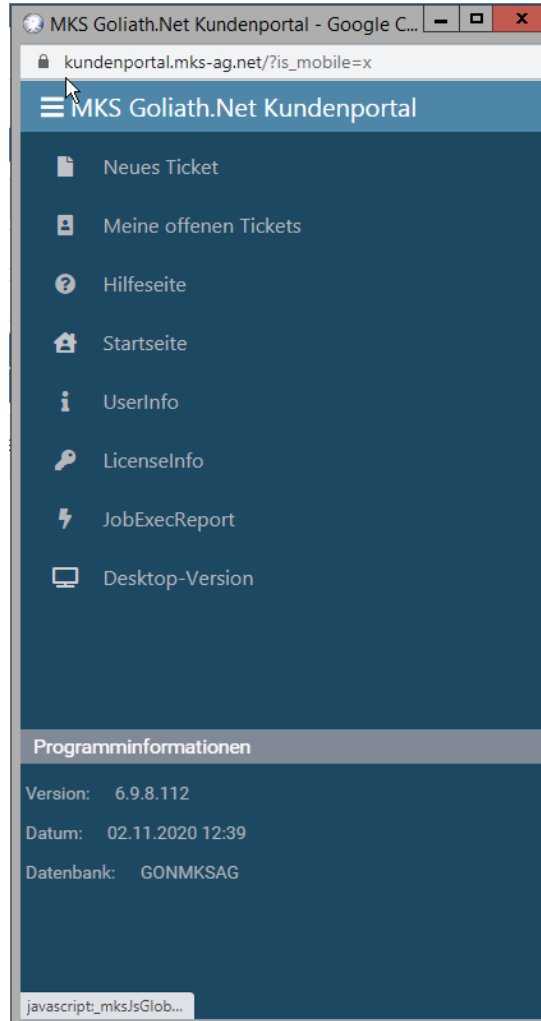 MKS Goliath.Net Kundenportal - Google C...
kundenportal.mks-ag.net/?is_mobile=x
MKS Goliath.Net Kundenportal
Neues Ticket
Meine offenen Tickets
Hilfeseite
Startseite
UserInfo
LicenseInfo
JobExecReport
Desktop-Version
Programminformationen
Version: 6.9.8.112
Datum: 02.11.2020 12:39
Datenbank: GONMKSAG
javascript:_mksJsGlob...